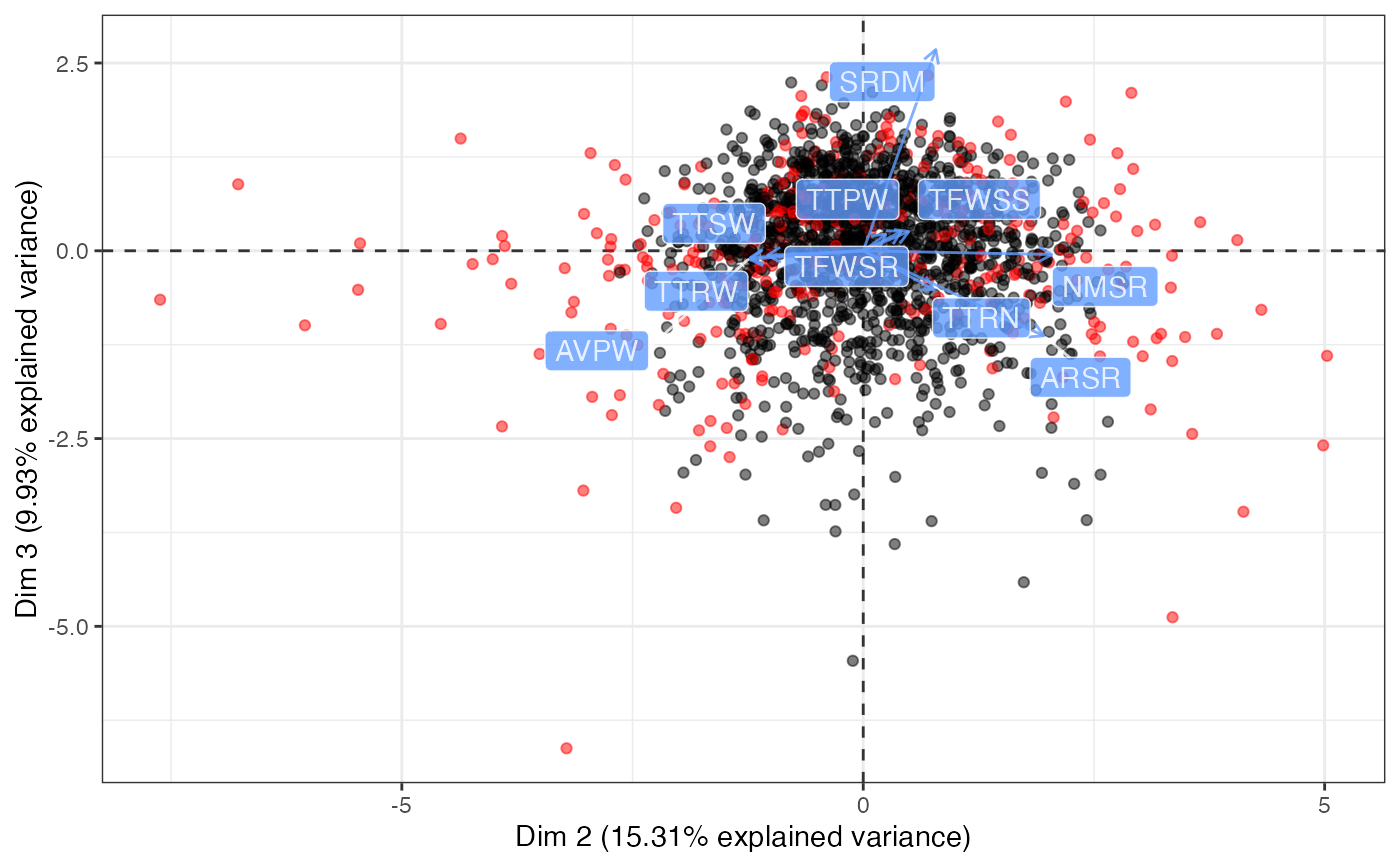 2.5
0.0
-2.5
-5.0
Dim 3 (9.93% explained variance)
SRDM
TTPW
TFWSS
TTSW
TFWSR
TTRW
NMSR
TTRN
AVPW
ARSR
-5
0
5
Dim 2 (15.31% explained variance)